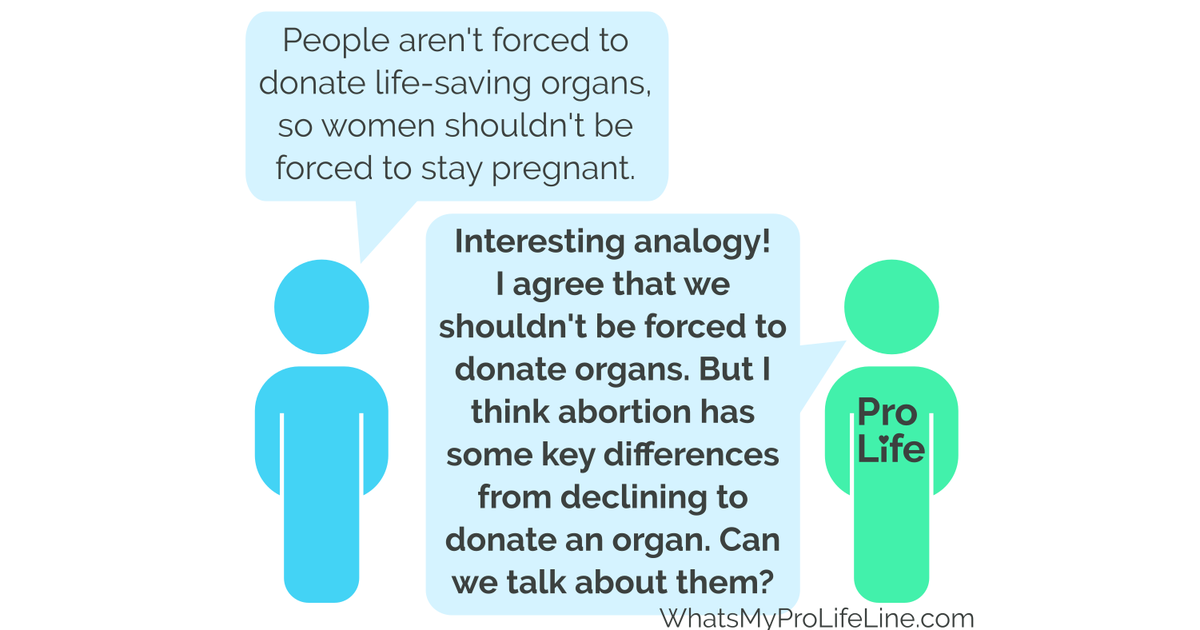 People aren't forced to
donate life-saving organs,
so women shouldn't be
forced to stay pregnant.
Interesting analogy!
I agree that we
shouldn't be forced to
donate organs. But I
think abortion has
some key differences
from declining to
donate an organ. Can
we talk about them?
Pro
Life
WhatsMyProLifeLine.com